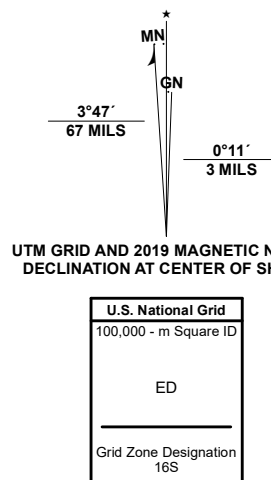 ★
MN
GN
3°47´
67 MILS
0°11´
3 MILS
UTM GRID AND 2019 MAGNETIC
DECLINATION AT CENTER OF
U.S. National Grid
100,000 - m Square ID
ED
Grid Zone Designation
16S